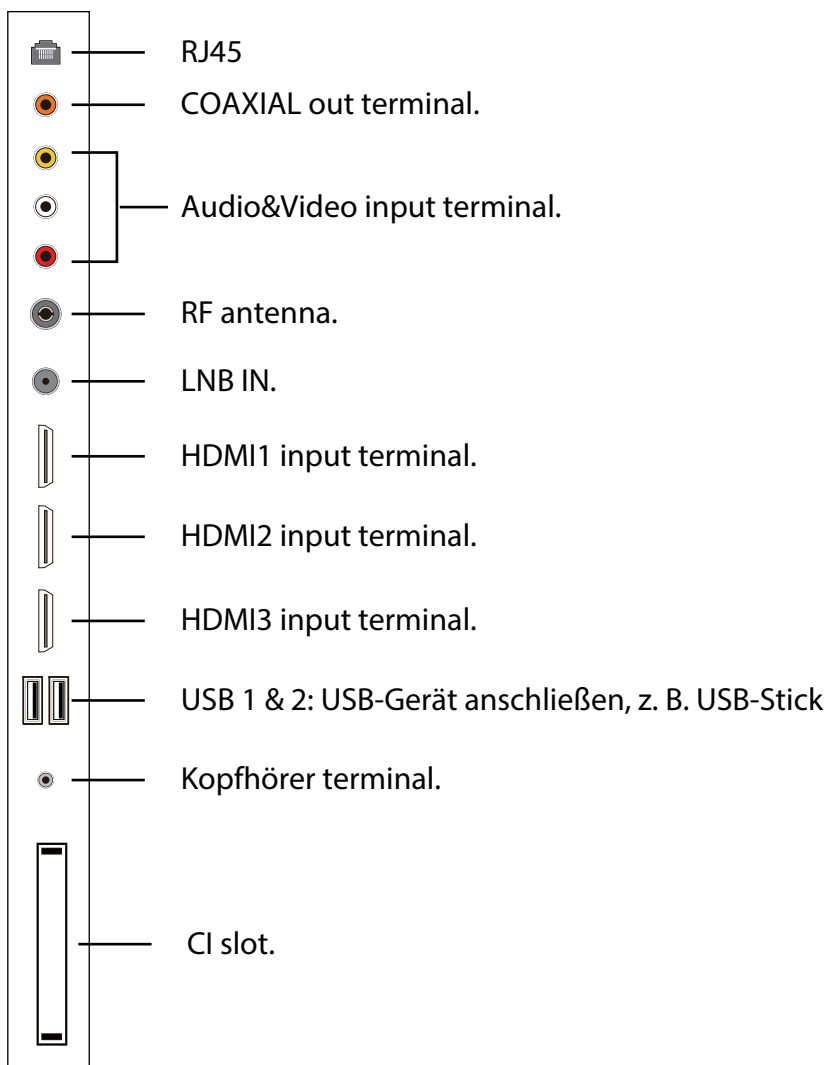 RJ45
COAXIAL out terminal.
Audio&Video input terminal.
RF antenna.
LNB IN.
HDMI1 input terminal.
HDMI2 input terminal.
HDMI3 input terminal.
USB 1 & 2: USB-Gerät anschließen, z. B. USB-Stick
Kopfhörer terminal.
CI slot.